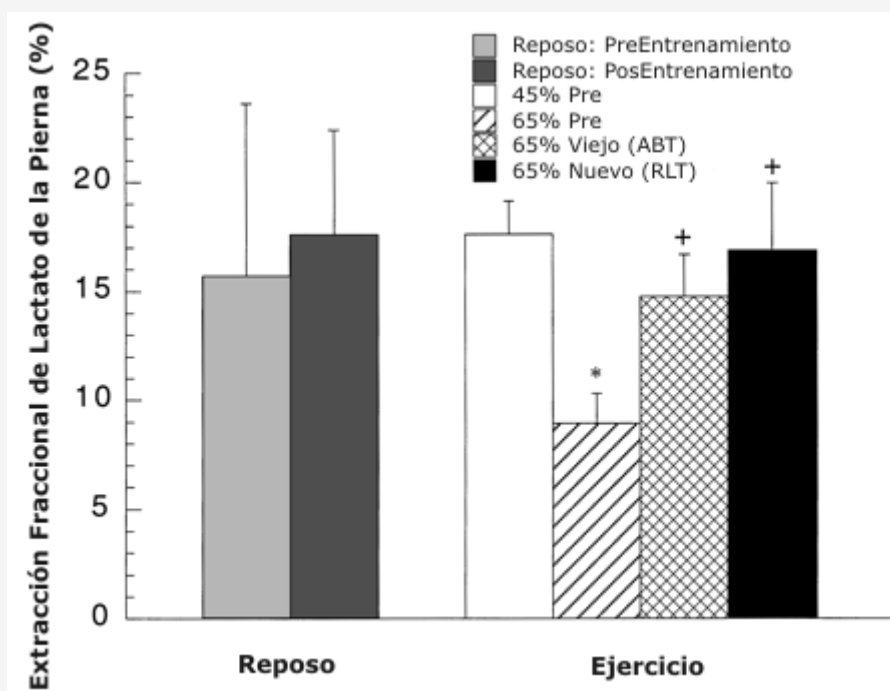 Extracción Fraccional de Lactato de la Pierna (%)
Reposo: PreEntrenamiento
Reposo: PosEntrenamiento
45% Pre
65% Pre
65% Viejo (ABT)
65% Nuevo (RLT)
25
20
15
10
5
0
+
+
*
Reposo
Ejercicio